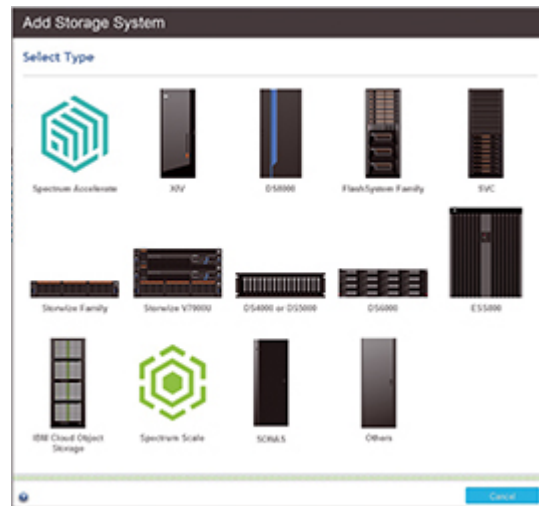 Add Storage System
Select Type
Spectrum Accelerate
XIV
DS8000
FlashSystem Family
SVC
Storwize Family
Storwize V7000U
DS4000 or DS5000
DS6000
ESS800
IBM Cloud Object
Storage
Spectrum Scale
SONAS
Others
Cancel